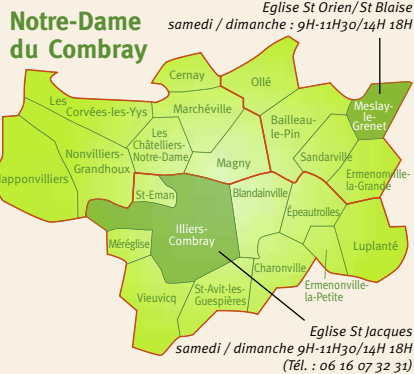 Notre-Dame
du Combray
Eglise St Orien/ St Blaise
samedi / dimanche : 9H-11H30/14H 18H
Cernay
Ollé
Les
Corvées-les-Yys
Marchéville
Meslay-
le-
Grenet
Bailleau-
le-Pin
Les
Châtelliers-
Notre-Dame
Nonvilliers-
Grandhoux
Magny
Sandarville
Ermenonville-
la-Grande
Happonvilliers
St-Eman
Blandainville
Épeautrolles
Illiers-
Combray
Méréglise
Luplanté
Charonville
Ermenonville-
la-Petite
Vieuvicq
St-Avit-les-
Guespières
Eglise St Jacques
samedi / dimanche 9H-11H30/14H 18H
(Tél. : 06 16 07 32 31)